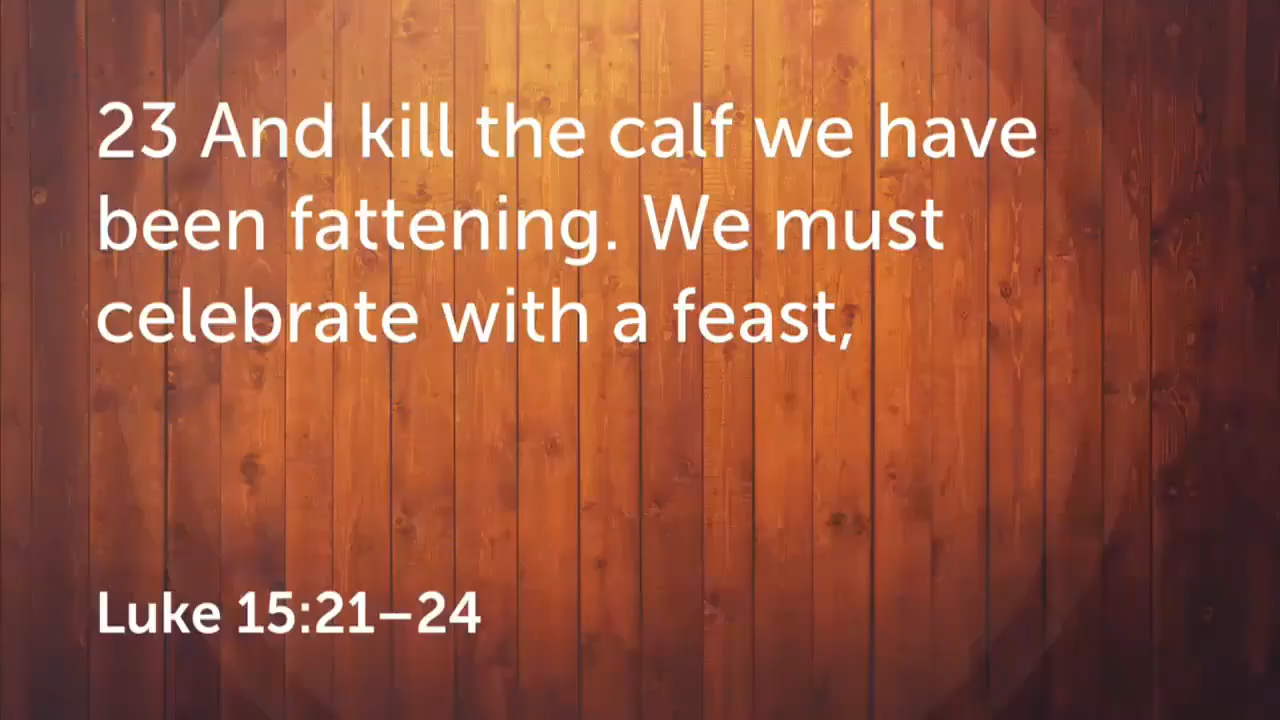 23 And kill the calf we have
been fattening. We must
celebrate with a feast,
Luke 15:21–24